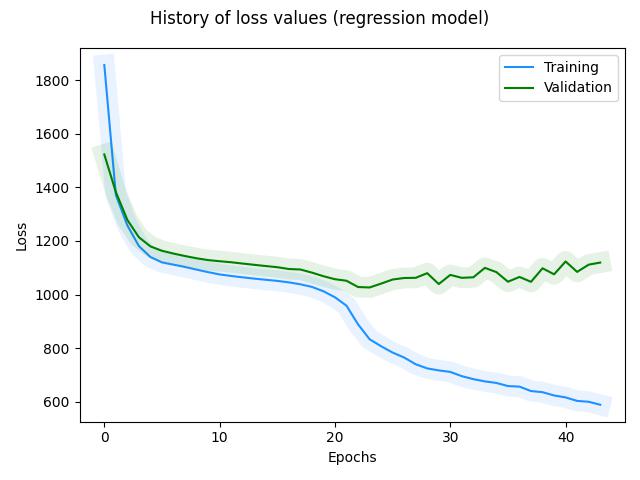 History of loss values (regression model)
Training
Validation
1800
1600
1400
1200
1000
800
600
Loss
0 10 20 30 40
Epochs